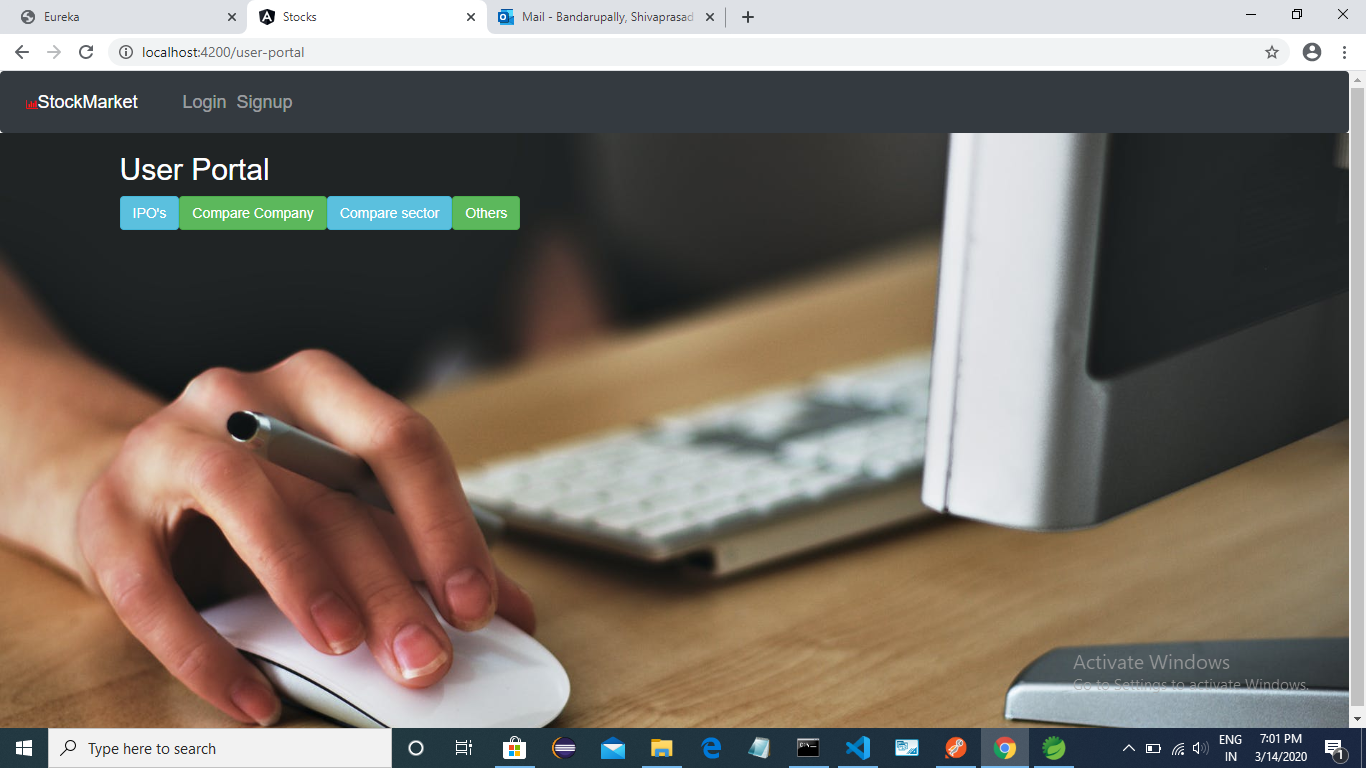 Eureka
Stocks
Mail - Bandarupally, Shivaprasad
localhost:4200/user-portal
StockMarket Login Signup
User Portal
IPO's Compare Company Compare sector Others
Activate Windows
Go to Settings to activate Windows.
Type here to search
ENG
IN
7:01 PM
3/14/2020
1